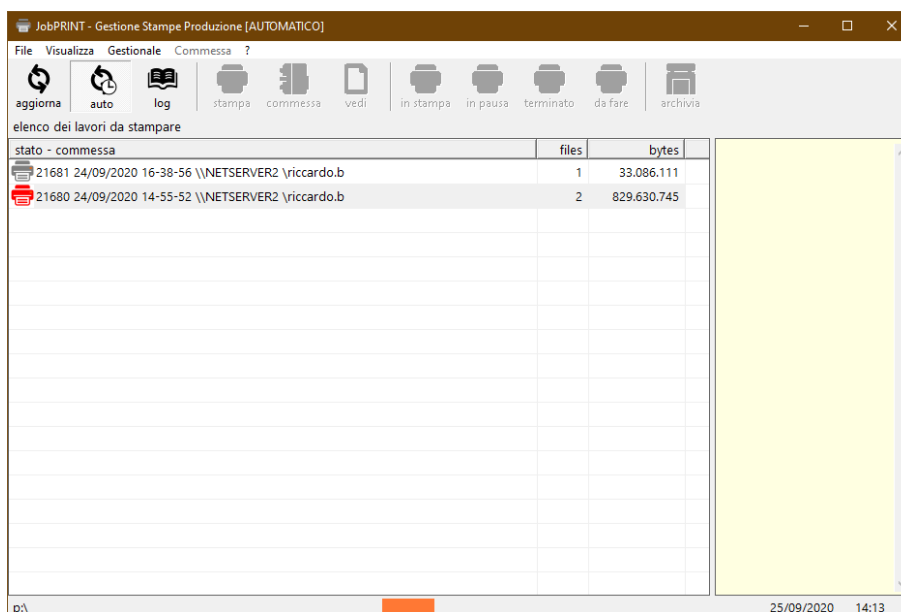 JobPRINT - Gestione Stampe Produzione [AUTOMATICO]
File Visualizza Gestionale Commessa ?
aggiorna auto log stampa commessa vedi in stampa in pausa terminato da fare archivia
elenco dei lavori da stampare
stato - commessa files bytes
21681 24/09/2020 16-38-56 \\NETSERVER2 \riccardo.b 1 33.086.111
21680 24/09/2020 14-55-52 \\NETSERVER2 \riccardo.b 2 829.630.745
p:\ 25/09/2020 14:13